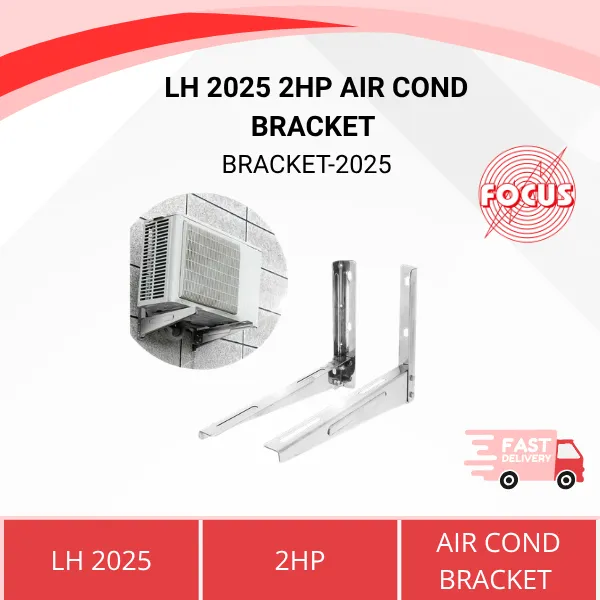 LH 2025 2HP AIR COND
BRACKET
BRACKET-2025
FOCUS
FAST
DELIVERY
LH 2025
2HP
AIR COND
BRACKET